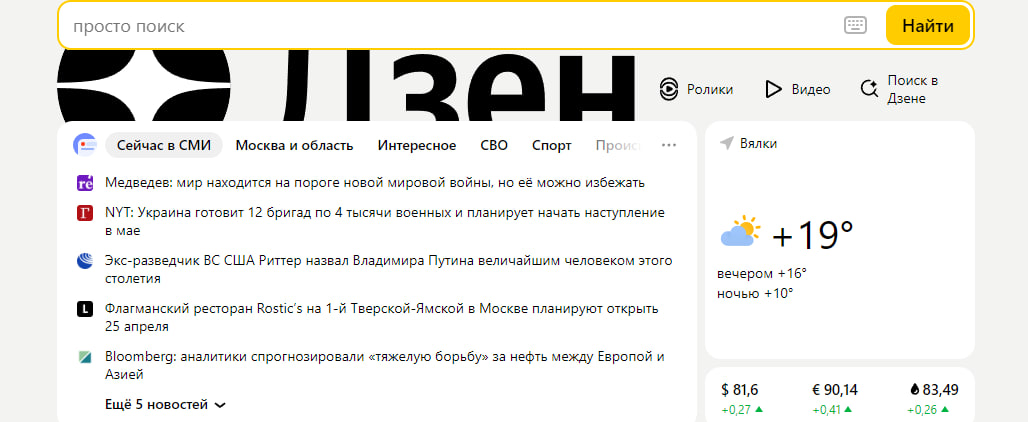 просто поиск
Найти
Дзен
Ролики
Видео
Поиск в
Дзене
Сейчас в СМИ Москва и область Интересное СВО Спорт Проис
Медведев: мир находится на пороге новой мировой войны, но её можно избежать
NYT: Украина готовит 12 бригад по 4 тысячи военных и планирует начать наступление
в мае
Экс-разведчик ВС США Риттер назвал Владимира Путина величайшим человеком этого
столетия
Флагманский ресторан Rostic’s на 1-й Тверской-Ямской в Москве планируют открыть
25 апреля
Bloomberg: аналитики спрогнозировали «тяжелую борьбу» за нефть между Европой и
Азией
Ещё 5 новостей
Вялки
+19°
вечером +16°
ночью +10°
$ 81,6 € 90,14 83,49
+0,27 +0,41 +0,26